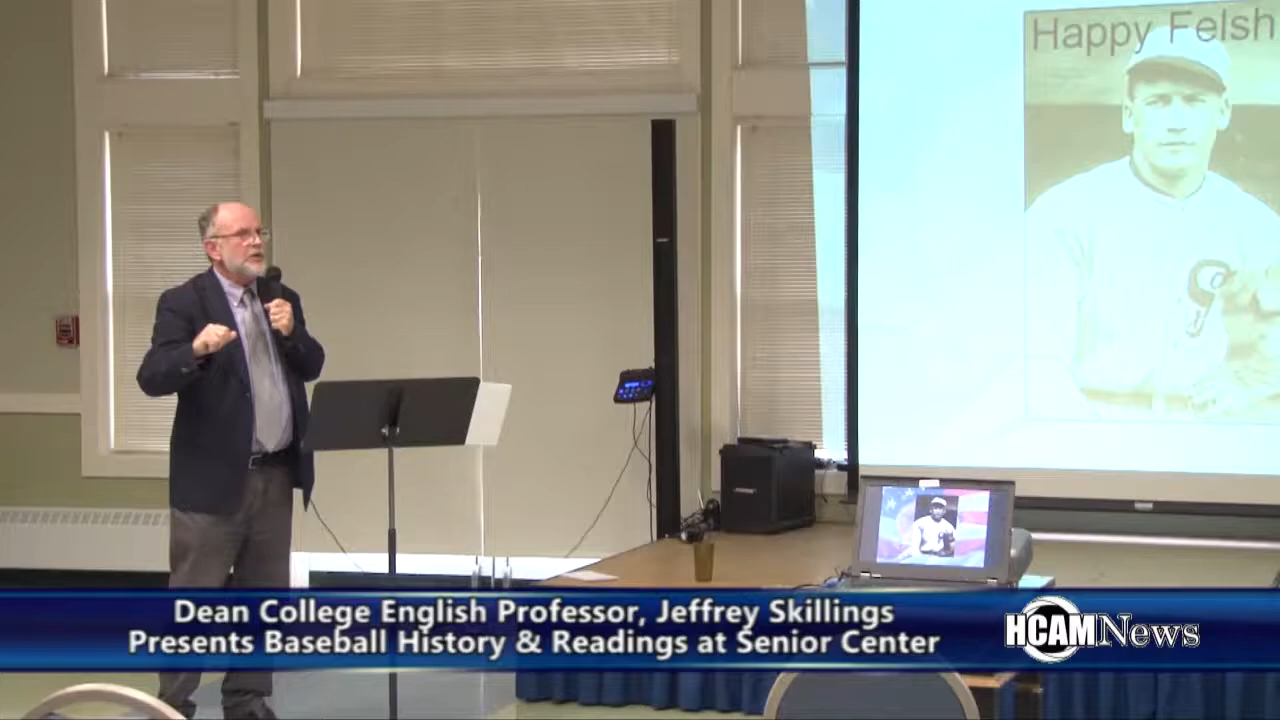 Happy Felsh
Dean College English Professor, Jeffrey Skillings
Presents Baseball History & Readings at Senior Center
HCAMNews